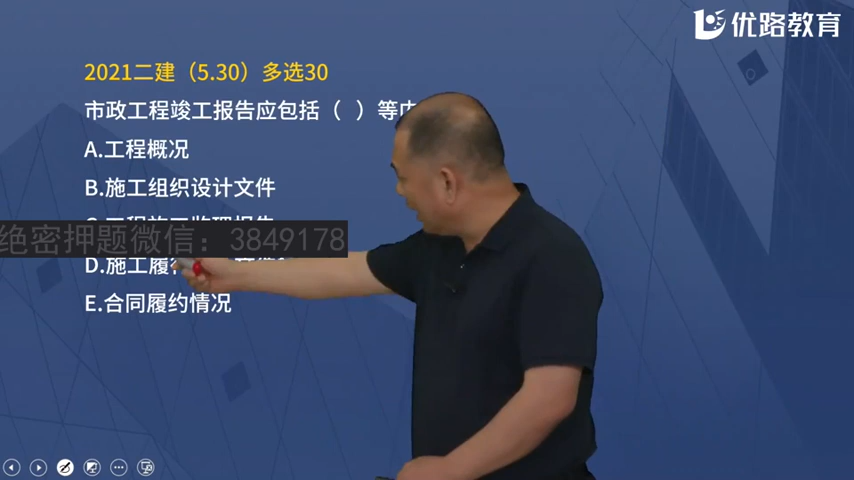 优路教育
2021二建（5.30）多选30
市政工程竣工报告应包括（ ）等
A.工程概况
B.施工组织设计文件
绝密押题微信：3849178
D.施工履
E.合同履约情况